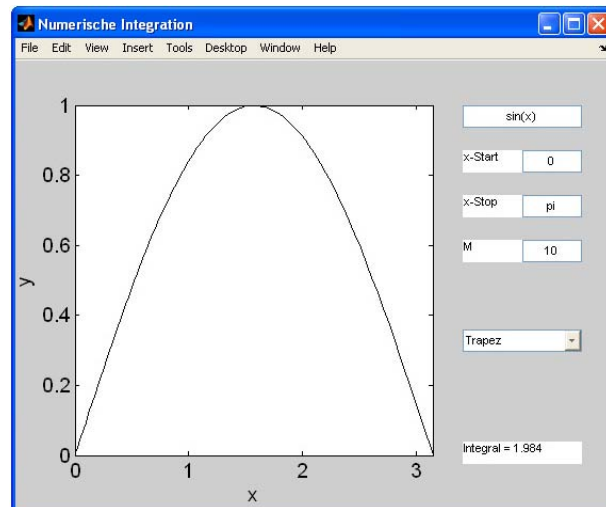 Numerische Integration
File Edit View Insert Tools Desktop Window Help
sin(x)
x-Start 0
x-Stop pi
M 10
Trapez
Integral = 1.984
1
0.8
0.6
0.4
0.2
0
y
0 1 2 3
x